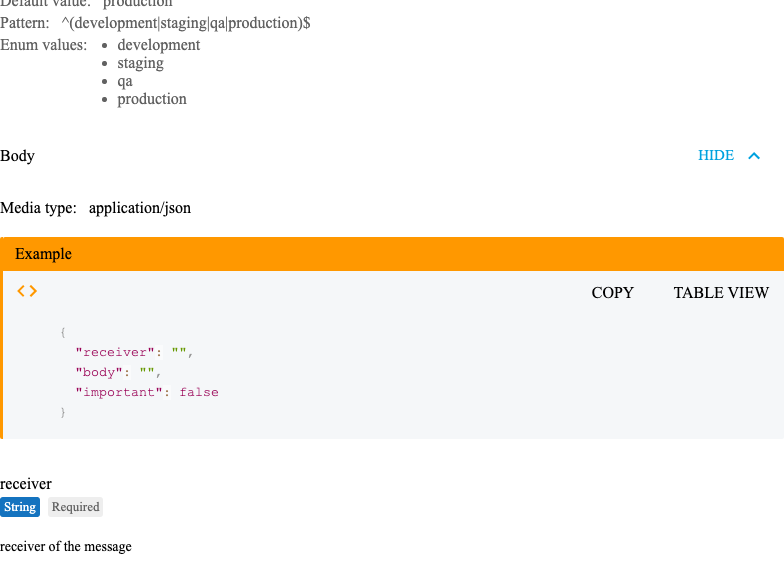 Default value: production
Pattern: ^(development|staging|qa|production)$
Enum values: • development
• staging
• qa
• production
Body
HIDE
Media type: application/json
Example
<> COPY TABLE VIEW
{
"receiver": "",
"body": "",
"important": false
}
receiver
String Required
receiver of the message